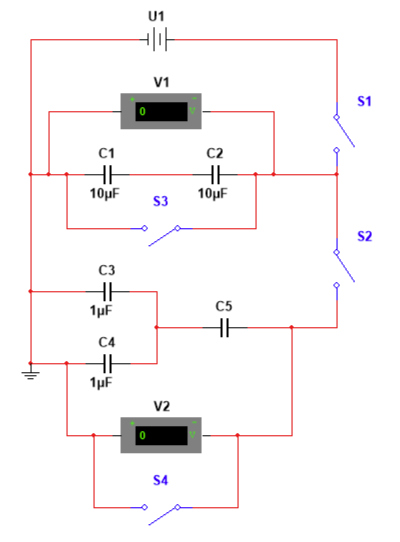 U1
V1
+ -
0 V
S1
C1 C2
10µF 10µF
S3
S2
C3
1µF
C5
C4
1µF
V2
+ -
0 V
S4